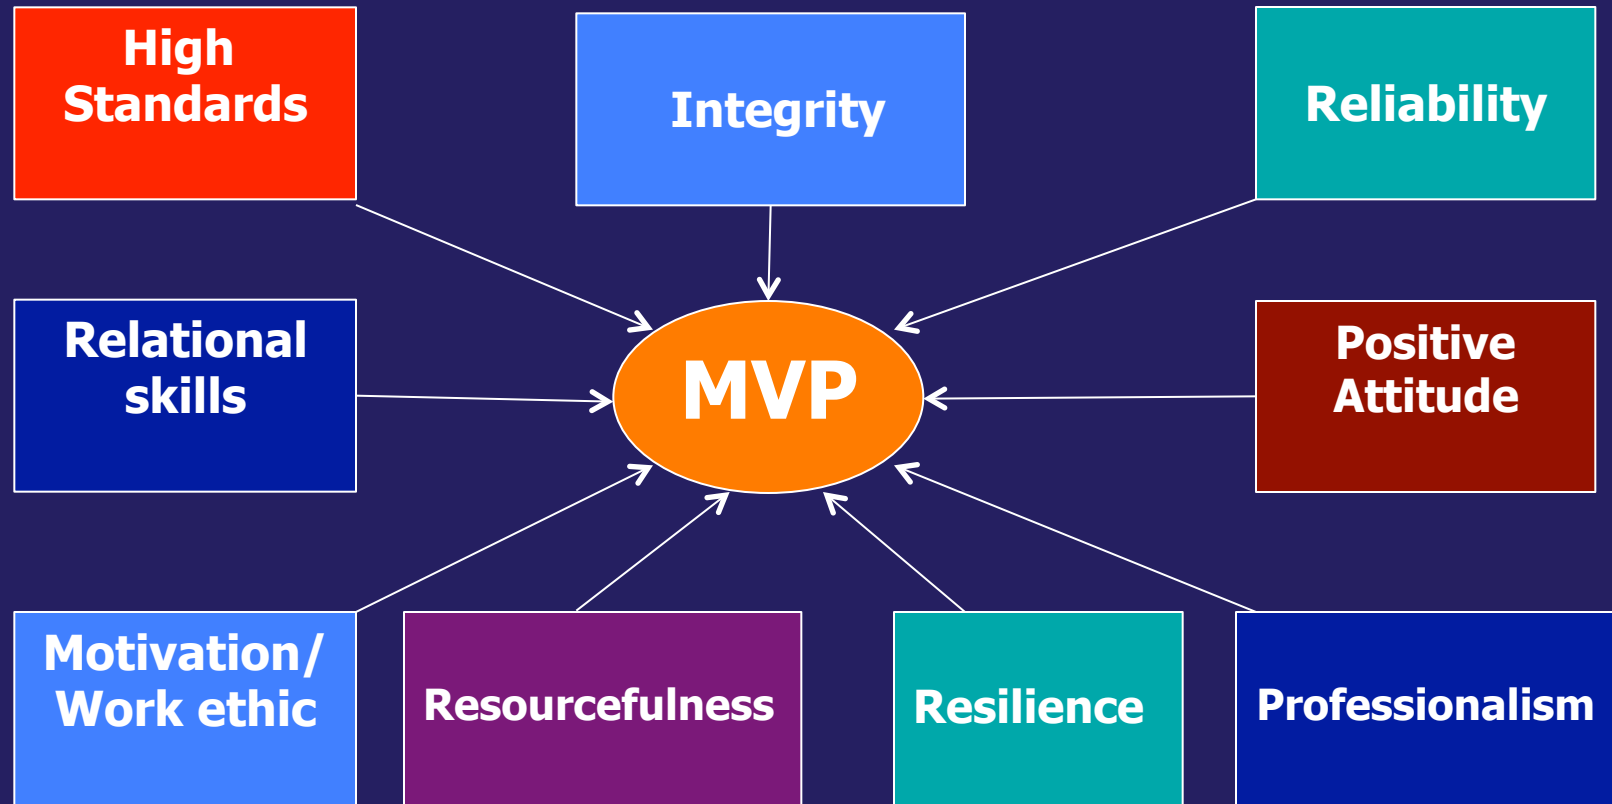 High
Standards
Integrity
Reliability
Relational
skills
MVP
Positive
Attitude
Motivation/
Work ethic
Resourcefulness
Resilience
Professionalism